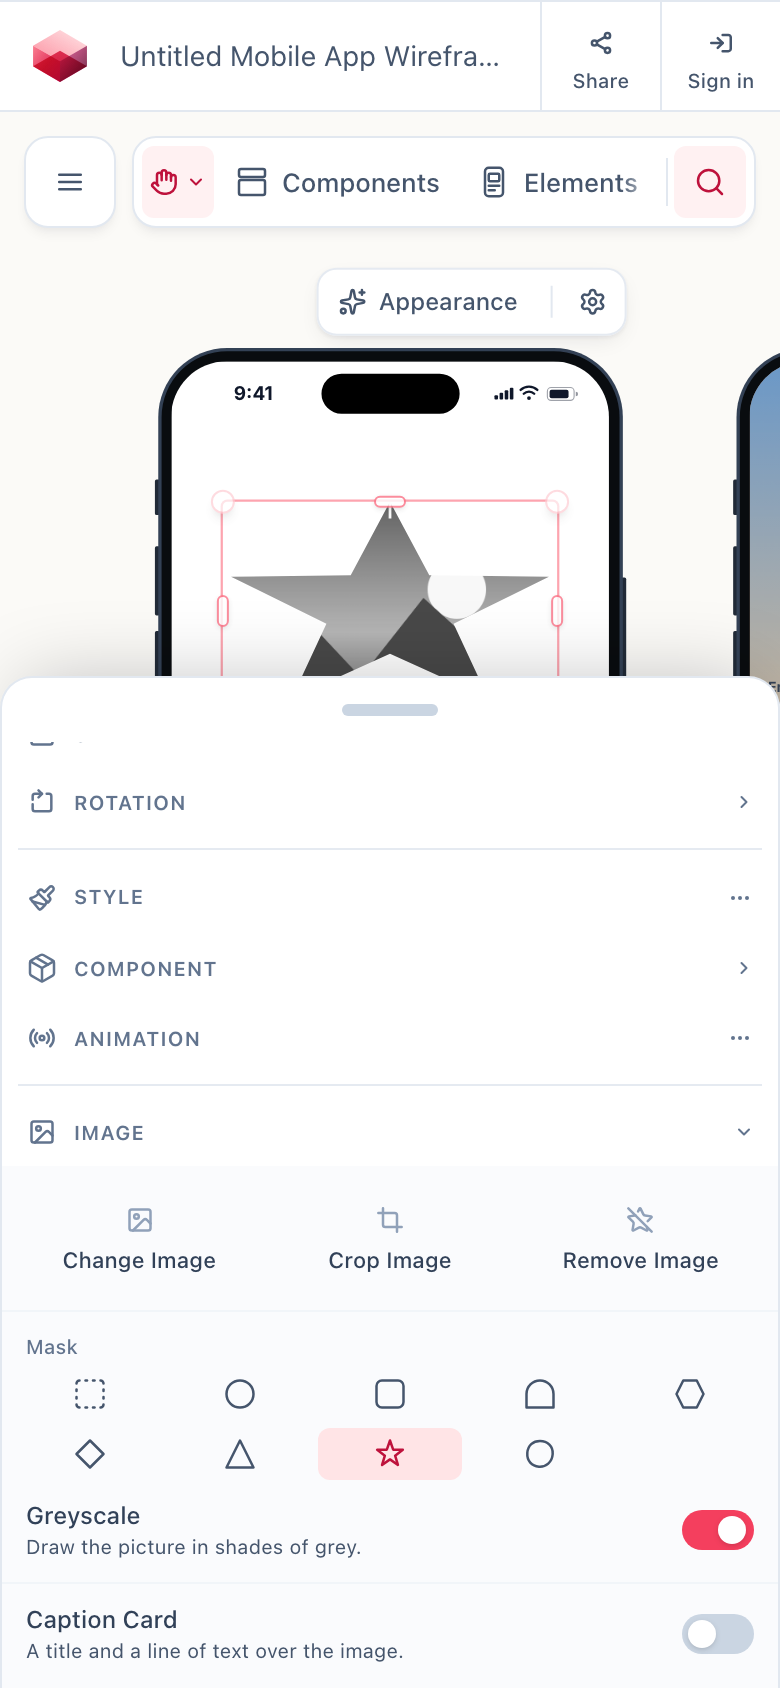 Untitled Mobile App Wirefra...
Share
Sign in
Components
Elements
Appearance
9:41
ROTATION
STYLE
COMPONENT
ANIMATION
IMAGE
Change Image
Crop Image
Remove Image
Mask
Greyscale
Draw the picture in shades of grey.
Caption Card
A title and a line of text over the image.